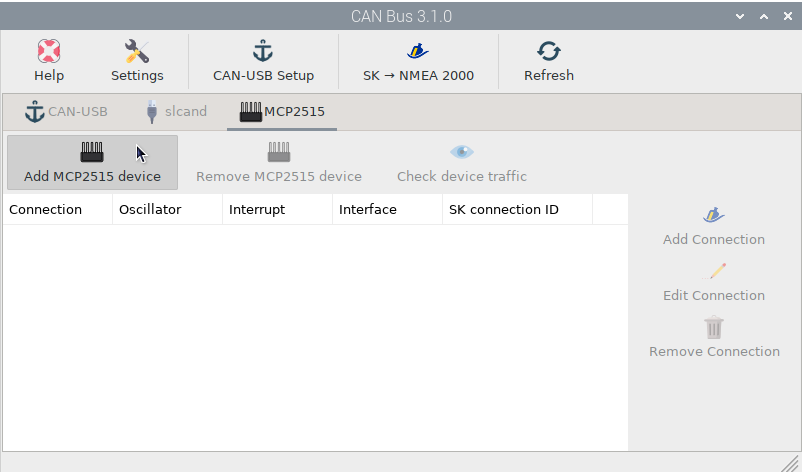 CAN Bus 3.1.0
Help Settings CAN-USB Setup SK → NMEA 2000 Refresh
CAN-USB slcand MCP2515
Add MCP2515 device Remove MCP2515 device Check device traffic
Connection Oscillator Interrupt Interface SK connection ID
Add Connection
Edit Connection
Remove Connection